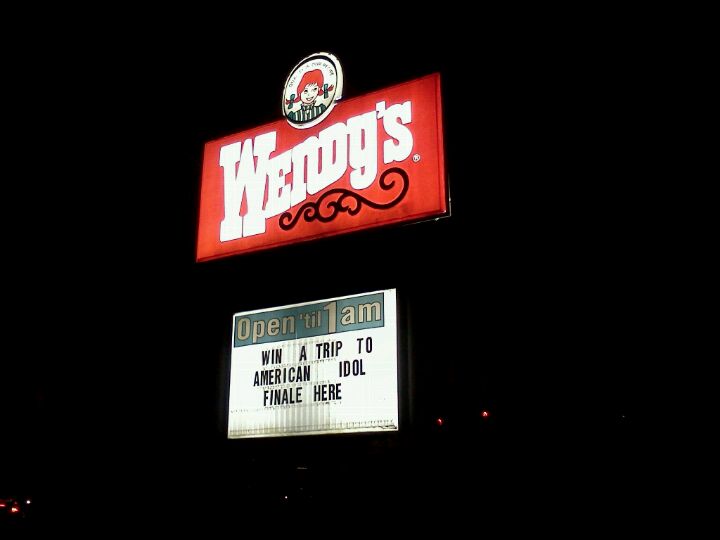 Wendy's®
Open 'til 1am
WIN A TRIP TO
AMERICAN IDOL
FINALE HERE